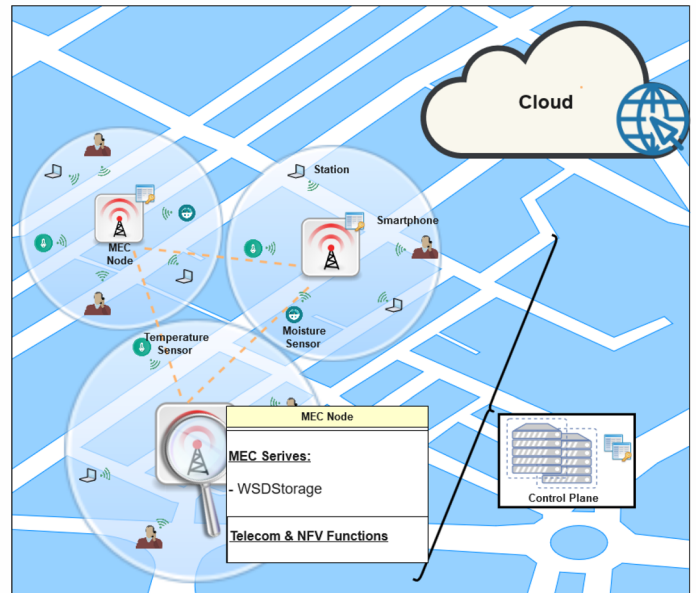 Cloud
Station
Smartphone
MEC
Node
Temperature
Sensor
Moisture
Sensor
MEC Node
MEC Serives:
- WSDStorage
Telecom & NFV Functions
Control Plane